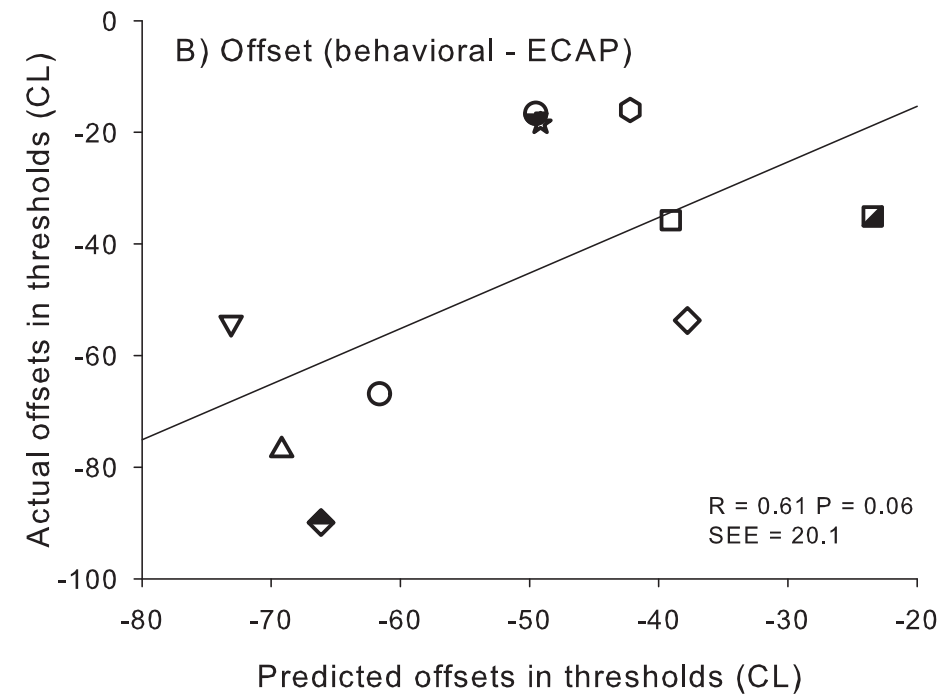 B) Offset (behavioral - ECAP)
Actual offsets in thresholds (CL)
0
-20
-40
-60
-80
-100
R = 0.61 P = 0.06
SEE = 20.1
-80 -70 -60 -50 -40 -30 -20
Predicted offsets in thresholds (CL)